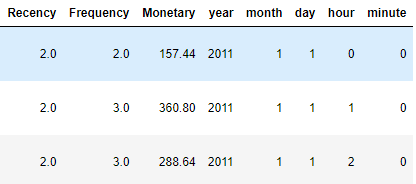 Recency Frequency Monetary year month day hour minute
2.0 2.0 157.44 2011 1 1 0 0
2.0 3.0 360.80 2011 1 1 1 0
2.0 3.0 288.64 2011 1 1 2 0